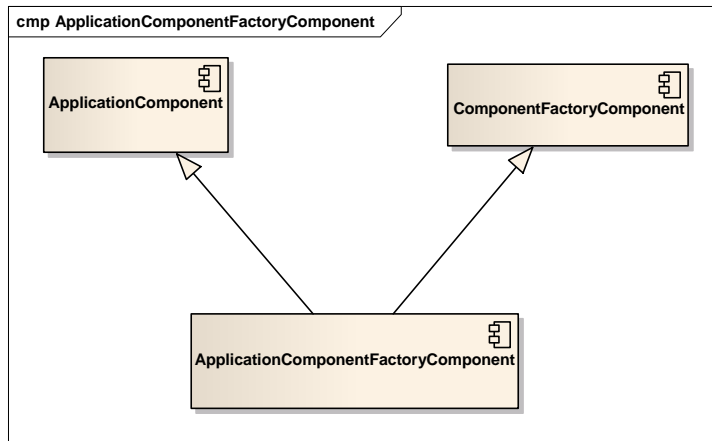 cmp ApplicationComponentFactoryComponent
ApplicationComponent
ComponentFactoryComponent
ApplicationComponentFactoryComponent